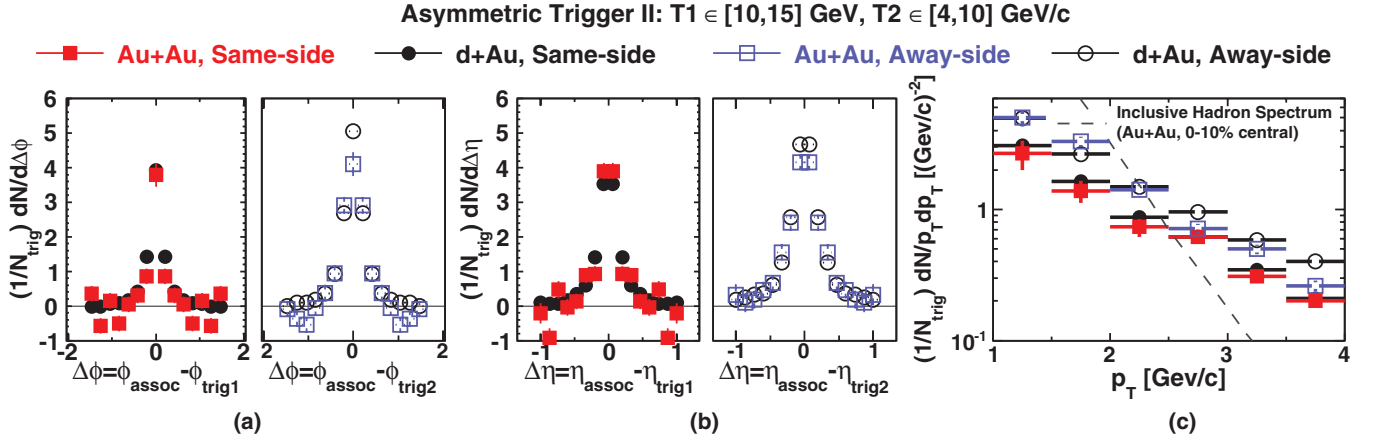 Asymmetric Trigger II: T1 ∈ [10,15] GeV, T2 ∈ [4,10] GeV/c
Au+Au, Same-side
d+Au, Same-side
Au+Au, Away-side
d+Au, Away-side
(1/N_trig) dN/dΔϕ
6
5
4
3
2
1
0
-1
-2 0 2
Δϕ=ϕ_assoc-ϕ_trig1
0 2
Δϕ=ϕ_assoc-ϕ_trig2
(a)
(1/N_trig) dN/dΔη
6
5
4
3
2
1
0
-1
-1 0 1
Δη=η_assoc-η_trig1
-1 0 1
Δη=η_assoc-η_trig2
(b)
(1/N_trig) dN/p_T dp_T [(Gev/c)^-2]
Inclusive Hadron Spectrum
(Au+Au, 0-10% central)
1
10^-1
1 2 3 4
p_T [Gev/c]
(c)